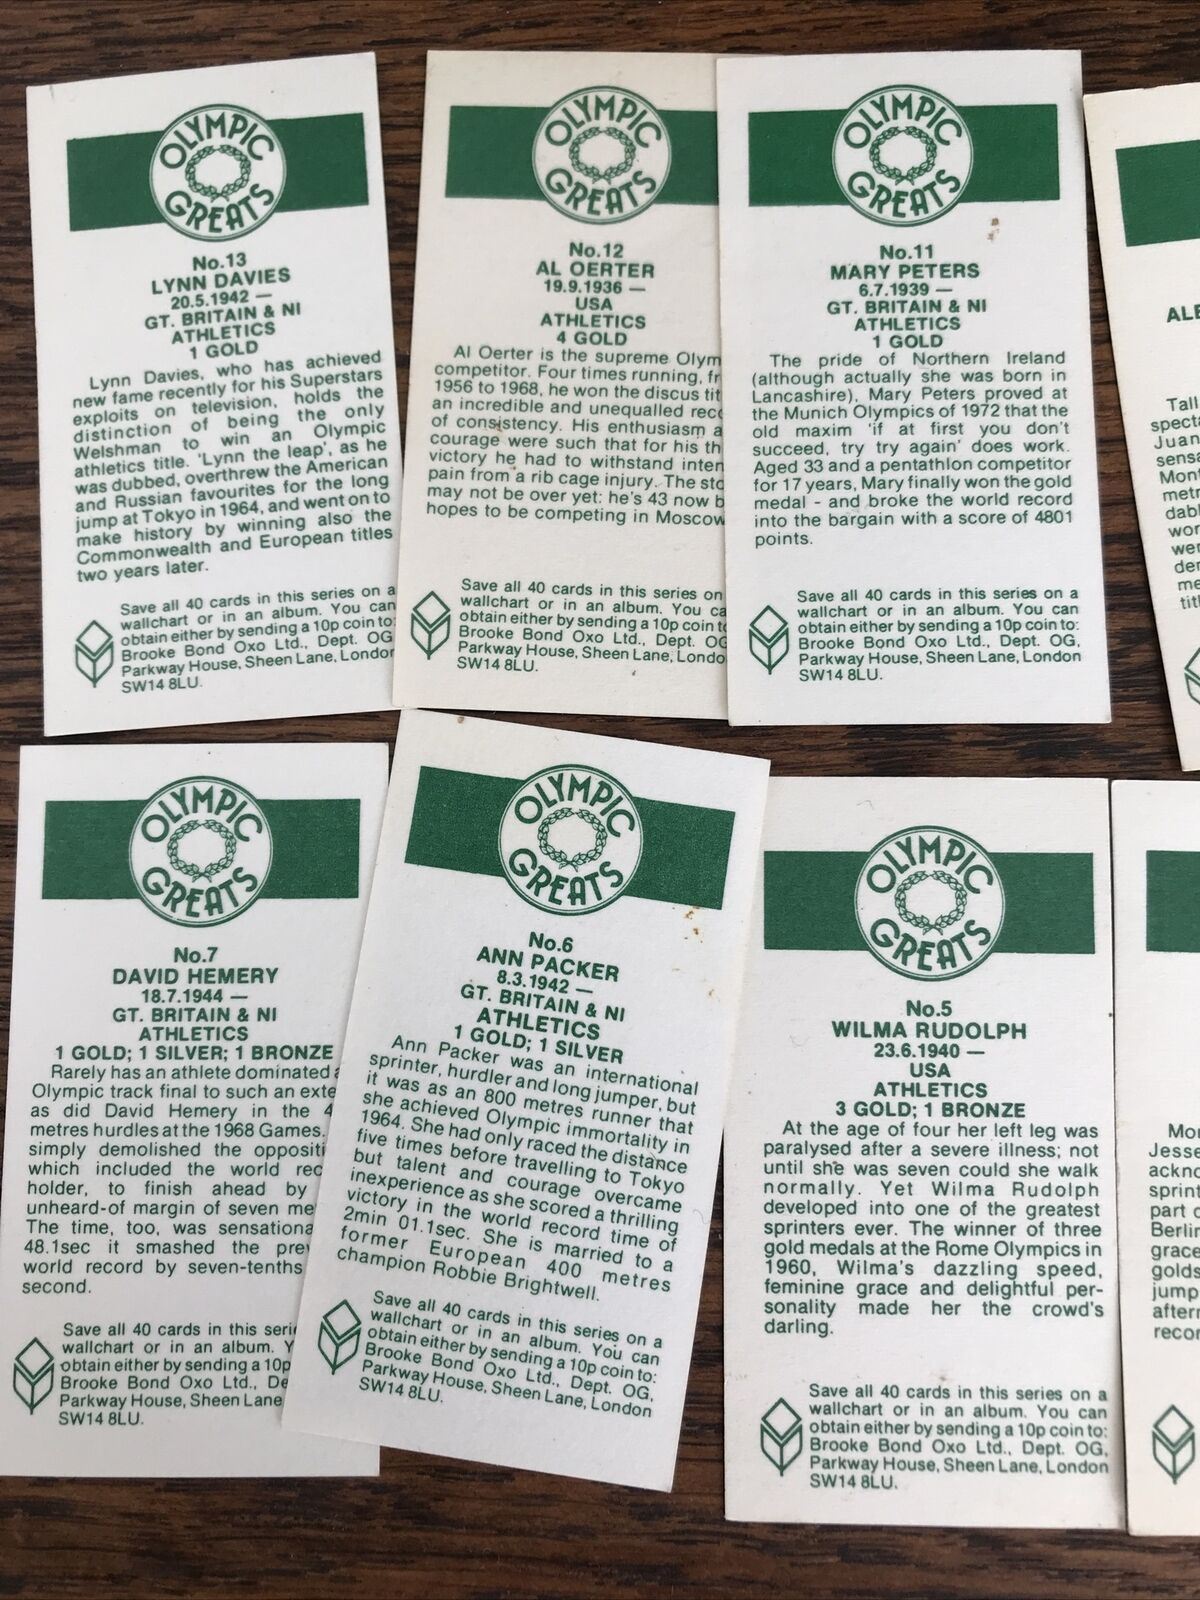 OLYMPIC
GREATS
No.13
LYNN DAVIES
20.5.1942 —
GT. BRITAIN & NI
ATHLETICS
1 GOLD
Lynn Davies, who has achieved
new fame recently for his Superstars
exploits on television, holds the
distinction of being the only
Welshman to win an Olympic
athletics title. 'Lynn the leap', as he
was dubbed, overthrew the American
and Russian favourites for the long
jump at Tokyo in 1964, and went on to
make history by winning also the
Commonwealth and European titles
two years later.
Save all 40 cards in this series on a
wallchart or in an album. You can
obtain either by sending a 10p coin to:
Brooke Bond Oxo Ltd., Dept. OG,
Parkway House, Sheen Lane, London
SW14 8LU.
OLYMPIC
GREATS
No.12
AL OERTER
19.9.1936 —
USA
ATHLETICS
4 GOLD
Al Oerter is the supreme Olym
competitor. Four times running, fr
1956 to 1968, he won the discus tit
an incredible and unequalled rec
of consistency. His enthusiasm a
courage were such that for his th
victory he had to withstand inten
pain from a rib cage injury. The sto
may not be over yet: he's 43 now b
hopes to be competing in Moscow
Save all 40 cards in this series on
wallchart or in an album. You ca
obtain either by sending a 10p coin t
Brooke Bond Oxo Ltd., Dept. OG
Parkway House, Sheen Lane, Londo
SW14 8LU.
OLYMPIC
GREATS
No.11
MARY PETERS
6.7.1939 —
GT. BRITAIN & NI
ATHLETICS
1 GOLD
The pride of Northern Ireland
(although actually she was born in
Lancashire), Mary Peters proved at
the Munich Olympics of 1972 that the
old maxim 'if at first you don't
succeed, try try again' does work.
Aged 33 and a pentathlon competitor
for 17 years, Mary finally won the gold
medal - and broke the world record
into the bargain with a score of 4801
points.
Save all 40 cards in this series on a
wallchart or in an album. You can
obtain either by sending a 10p coin to:
Brooke Bond Oxo Ltd., Dept. OG,
Parkway House, Sheen Lane, London
SW14 8LU.
ALB
Tall
specta
Juan
sensa
Mont
metr
dabl
wor
wer
der
me
titl
OLYMPIC
GREATS
No.7
DAVID HEMERY
18.7.1944 —
GT. BRITAIN & NI
ATHLETICS
1 GOLD; 1 SILVER; 1 BRONZE
Rarely has an athlete dominated a
Olympic track final to such an exte
as did David Hemery in the 4
metres hurdles at the 1968 Games.
simply demolished the oppositi
which included the world rec
holder, to finish ahead by
unheard-of margin of seven me
The time, too, was sensationa
48.1sec it smashed the prev
world record by seven-tenths
second.
Save all 40 cards in this seri
wallchart or in an album. Y
obtain either by sending a 10p
Brooke Bond Oxo Ltd., De
Parkway House, Sheen Lane
SW14 8LU.
OLYMPIC
GREATS
No.6
ANN PACKER
8.3.1942 —
GT. BRITAIN & NI
ATHLETICS
1 GOLD; 1 SILVER
Ann Packer was an international
sprinter, hurdler and long jumper, but
it was as an 800 metres runner that
she achieved Olympic immortality in
1964. She had only raced the distance
five times before travelling to Tokyo
but talent and courage overcame
inexperience as she scored a thrilling
victory in the world record time of
2min 01.1sec. She is married to a
former European 400 metres
champion Robbie Brightwell.
Save all 40 cards in this series on a
wallchart or in an album. You can
obtain either by sending a 10p coin to:
Brooke Bond Oxo Ltd., Dept. OG,
Parkway House, Sheen Lane, London
SW14 8LU.
OLYMPIC
GREATS
No.5
WILMA RUDOLPH
23.6.1940 —
USA
ATHLETICS
3 GOLD; 1 BRONZE
At the age of four her left leg was
paralysed after a severe illness; not
until she was seven could she walk
normally. Yet Wilma Rudolph
developed into one of the greatest
sprinters ever. The winner of three
gold medals at the Rome Olympics in
1960, Wilma's dazzling speed,
feminine grace and delightful per-
sonality made her the crowd's
darling.
Save all 40 cards in this series on a
wallchart or in an album. You can
obtain either by sending a 10p coin to:
Brooke Bond Oxo Ltd., Dept. OG,
Parkway House, Sheen Lane, London
SW14 8LU.
Mo
Jesse
ackno
sprint
part o
Berlin
grace
golds
jump
after
recor